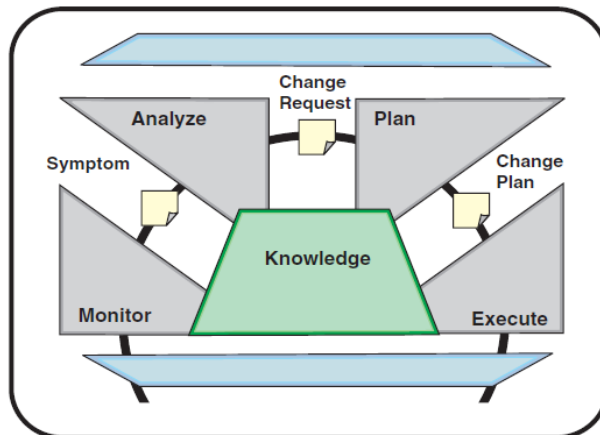 Change
Request
Analyze
Plan
Symptom
Change
Plan
Knowledge
Monitor
Execute